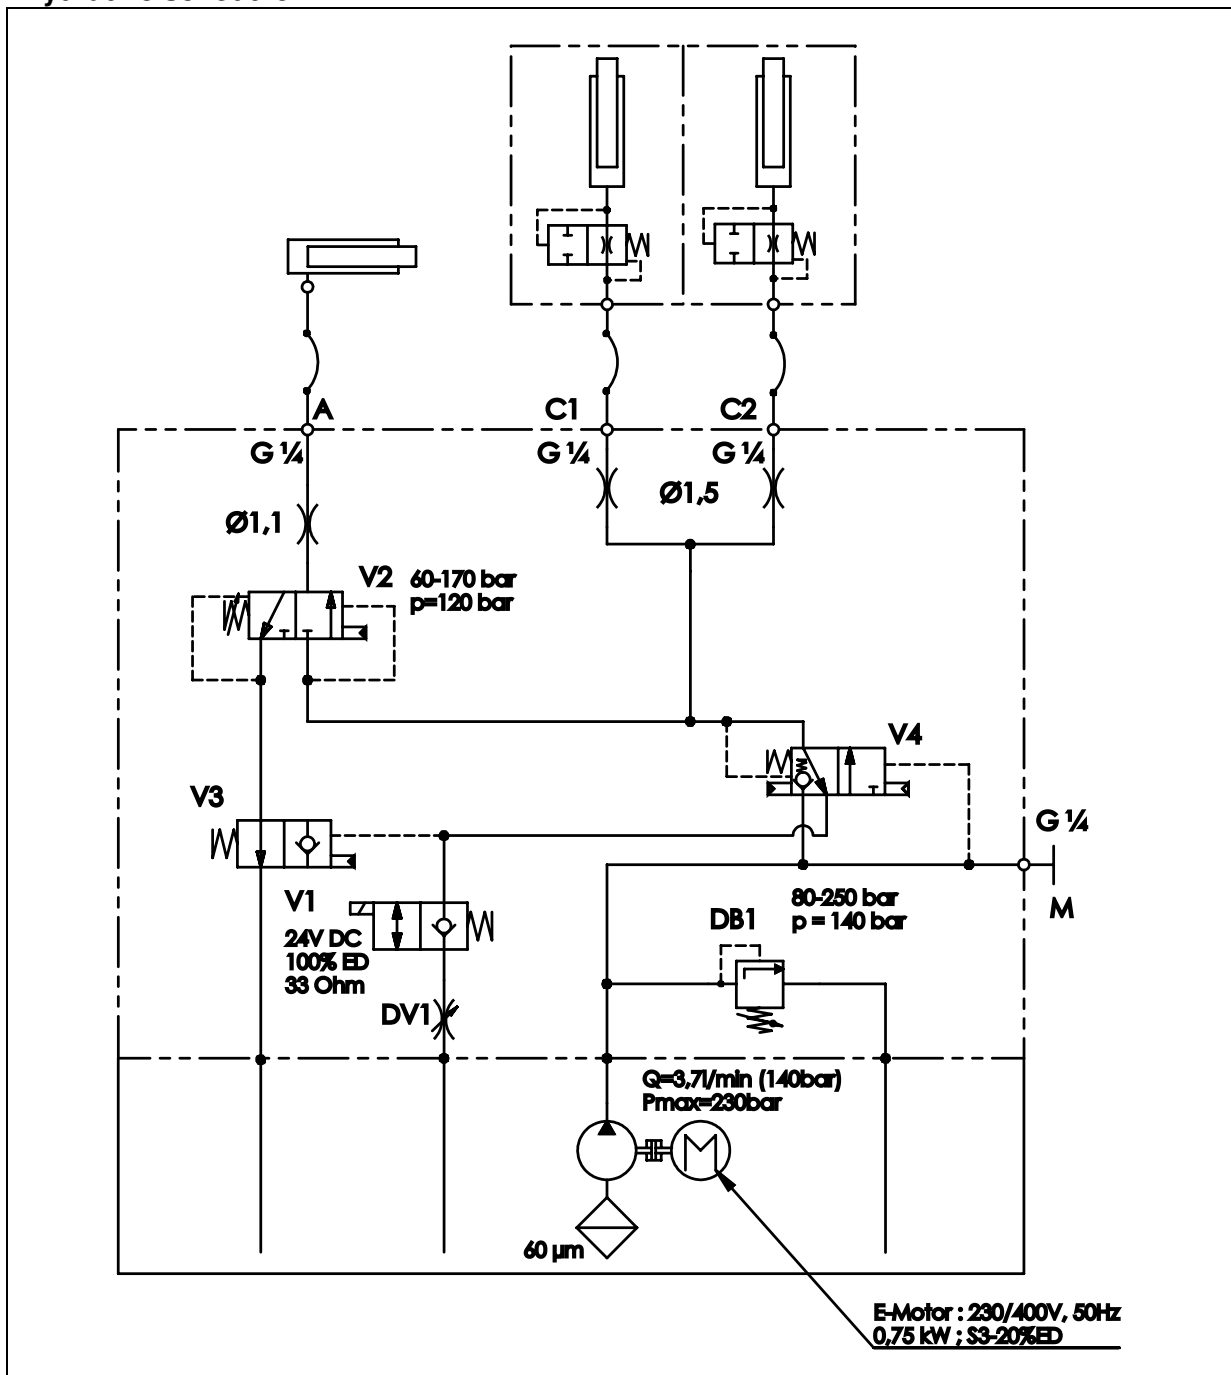 A
C1
C2
G ¼
G ¼
G ¼
Ø1,1
Ø1,5
V2
60-170 bar
p=120 bar
V4
V3
G ¼
M
V1
24V DC
100% ED
33 Ohm
80-250 bar
p = 140 bar
DB1
DV1
Q=3,7l/min (140bar)
Pmax=230bar
M
60 µm
E-Motor : 230/400V, 50Hz
0,75 kW ; S3-20%ED